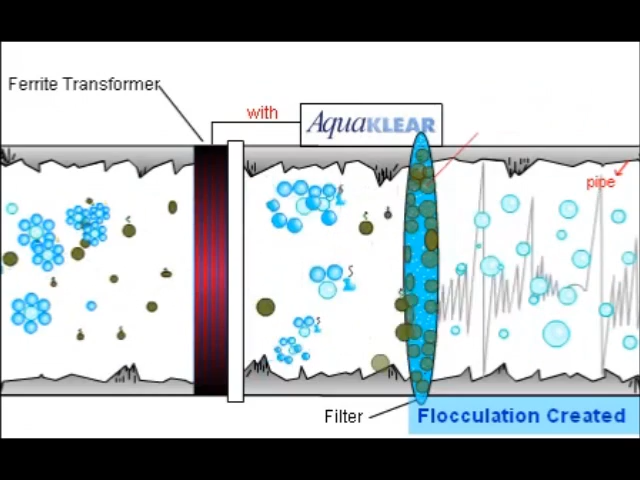 Ferrite Transformer
with
AquaKLEAR
pipe
Filter
Flocculation Created